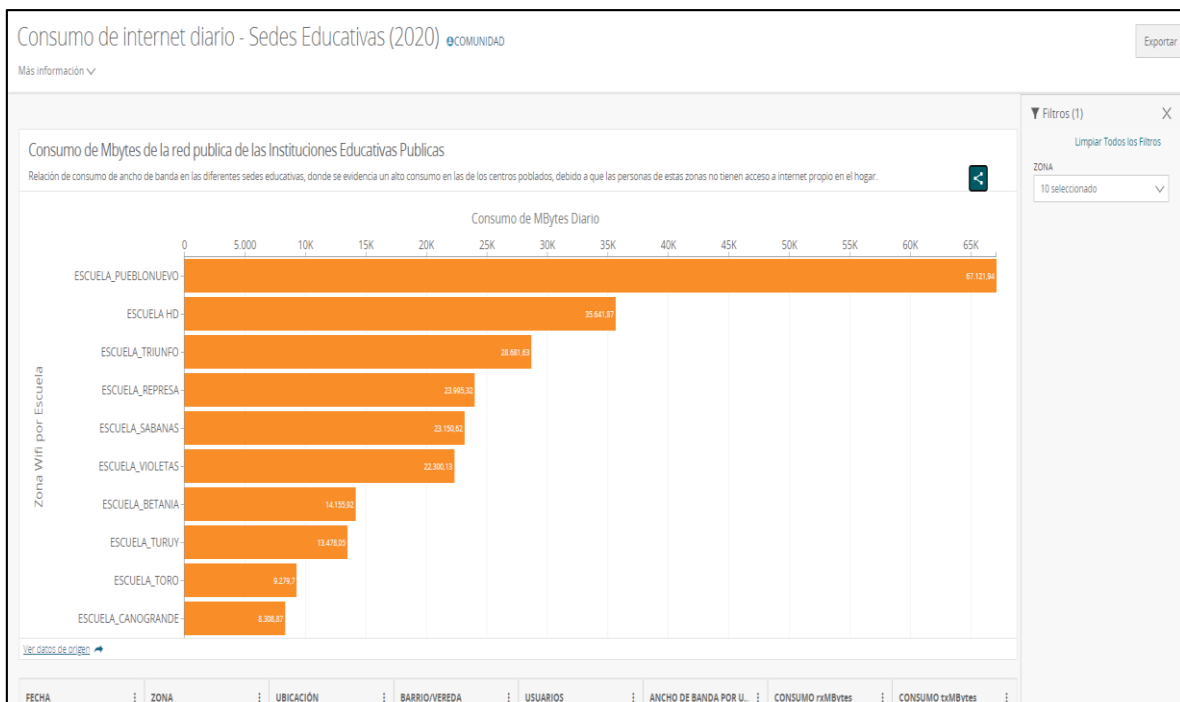 Consumo de internet diario - Sedes Educativas (2020) COMUNIDAD
Exportar
Más información
Filtros (1) X
Limpiar Todos los Filtros
ZONA
10 seleccionado
Consumo de Mbytes de la red publica de las Instituciones Educativas Publicas
Relación de consumo de ancho de banda en las diferentes sedes educativas, donde se evidencia un alto consumo en las de los centros poblados, debido a que las personas de estas zonas no tienen acceso a internet propio en el hogar.
Consumo de MBytes Diario
0 5.000 10K 15K 20K 25K 30K 35K 40K 45K 50K 55K 60K 65K
Zona Wifi por Escuela
ESCUELA_PUEBLONUEVO 67.121,94
ESCUELA HD 35.641,87
ESCUELA_TRIUNFO 28.681,63
ESCUELA_REPRESA 23.995,32
ESCUELA_SABANAS 23.150,62
ESCUELA_VIOLETAS 22.300,13
ESCUELA_BETANIA 14.155,92
ESCUELA_TURUY 13.478,05
ESCUELA_TORO 9.279,7
ESCUELA_CANOGRANDE 8.308,87
Ver datos de origen
FECHA ZONA UBICACIÓN BARRIO/VEREDA USUARIOS ANCHO DE BANDA POR U... CONSUMO rxMBytes CONSUMO txMBytes